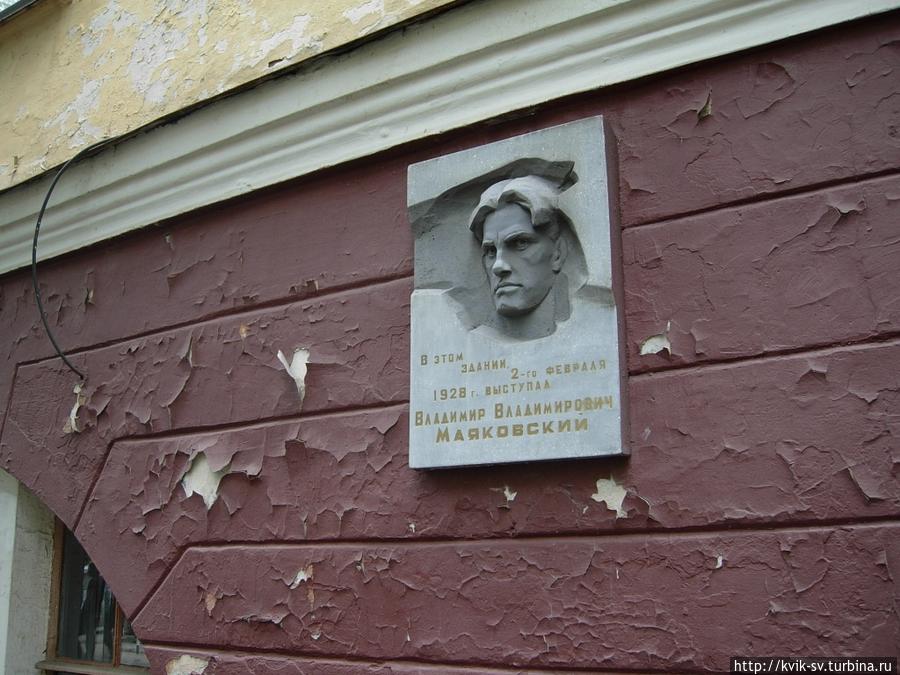 В этом
здании, 2-го февраля
1928 г. выступал
Владимир Владимирович
Маяковский
http://kvik-sv.turbina.ru